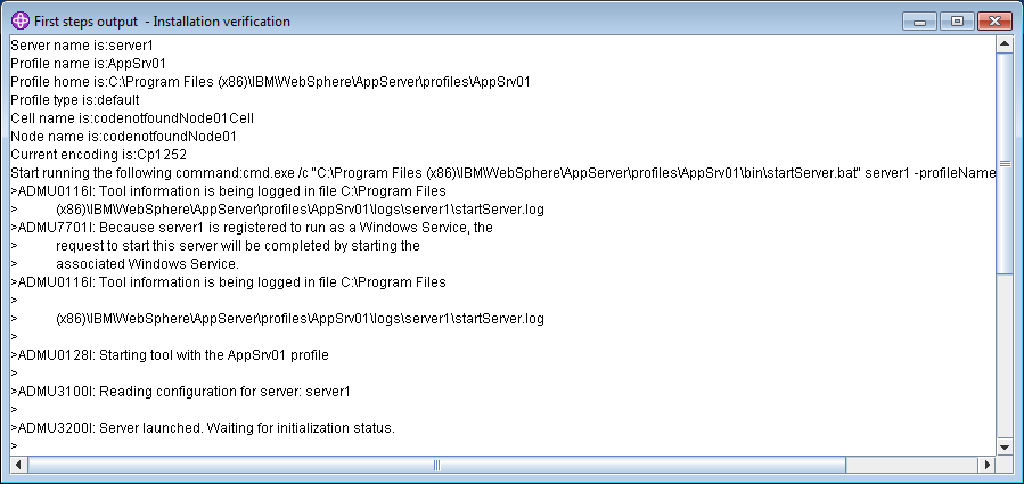 First steps output - Installation verification
Server name is:server1
Profile name is:AppSrv01
Profile home is:C:\Program Files (x86)\IBM\WebSphere\AppServer\profiles\AppSrv01
Profile type is:default
Cell name is:codenotfoundNode01Cell
Node name is:codenotfoundNode01
Current encoding is:Cp1252
Start running the following command:cmd.exe /c "C:\Program Files (x86)\IBM\WebSphere\AppServer\profiles\AppSrv01\bin\startServer.bat" server1 -profileName
>ADMU0116I: Tool information is being logged in file C:\Program Files
> (x86)\IBM\WebSphere\AppServer\profiles\AppSrv01\logs\server1\startServer.log
>ADMU7701I: Because server1 is registered to run as a Windows Service, the
> request to start this server will be completed by starting the
> associated Windows Service.
>ADMU0116I: Tool information is being logged in file C:\Program Files
>
> (x86)\IBM\WebSphere\AppServer\profiles\AppSrv01\logs\server1\startServer.log
>
>ADMU0128I: Starting tool with the AppSrv01 profile
>
>ADMU3100I: Reading configuration for server: server1
>
>ADMU3200I: Server launched. Waiting for initialization status.
>